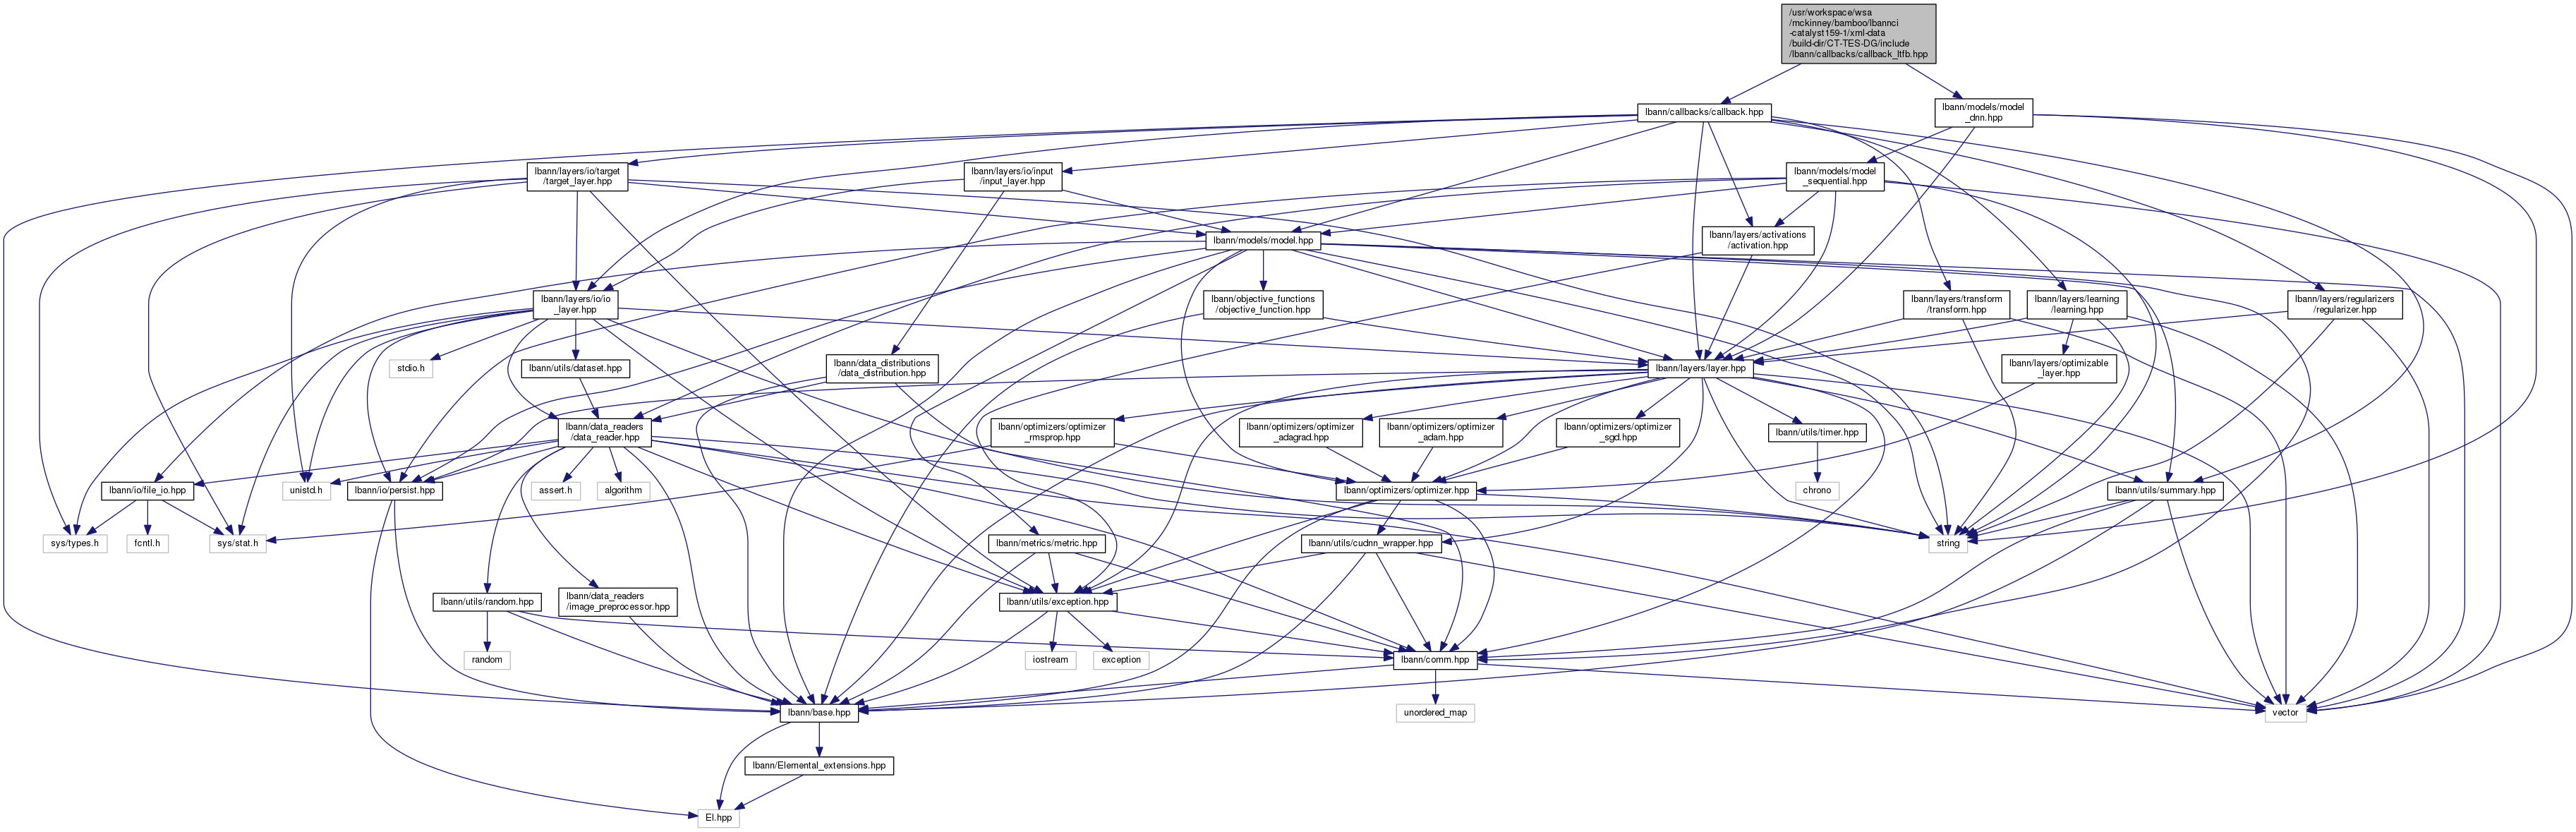 /usr/workspace/wsa
/mckinney/bamboo/lbannci
-catalyst159-1/xml-data
/build-dir/CT-TES-DG/include
/lbann/callbacks/callback_ltfb.hpp
lbann/callbacks/callback.hpp
lbann/models/model
_dnn.hpp
lbann/layers/io/target
/target_layer.hpp
lbann/layers/io/input
/input_layer.hpp
lbann/models/model
_sequential.hpp
lbann/models/model.hpp
lbann/layers/activations
/activation.hpp
lbann/layers/io/io
_layer.hpp
lbann/objective_functions
/objective_function.hpp
lbann/layers/transform
/transform.hpp
lbann/layers/learning
/learning.hpp
lbann/layers/regularizers
/regularizer.hpp
stdio.h
lbann/utils/dataset.hpp
lbann/data_distributions
/data_distribution.hpp
lbann/layers/layer.hpp
lbann/layers/optimizable
_layer.hpp
lbann/data_readers
/data_reader.hpp
lbann/optimizers/optimizer
_rmsprop.hpp
lbann/optimizers/optimizer
_adagrad.hpp
lbann/optimizers/optimizer
_adam.hpp
lbann/optimizers/optimizer
_sgd.hpp
lbann/utils/timer.hpp
lbann/io/file_io.hpp
unistd.h
lbann/io/persist.hpp
assert.h
algorithm
lbann/optimizers/optimizer.hpp
chrono
lbann/utils/summary.hpp
sys/types.h
fcntl.h
sys/stat.h
lbann/metrics/metric.hpp
lbann/utils/cudnn_wrapper.hpp
string
lbann/utils/random.hpp
lbann/data_readers
/image_preprocessor.hpp
lbann/utils/exception.hpp
random
iostream
exception
lbann/comm.hpp
lbann/base.hpp
unordered_map
vector
lbann/Elemental_extensions.hpp
El.hpp